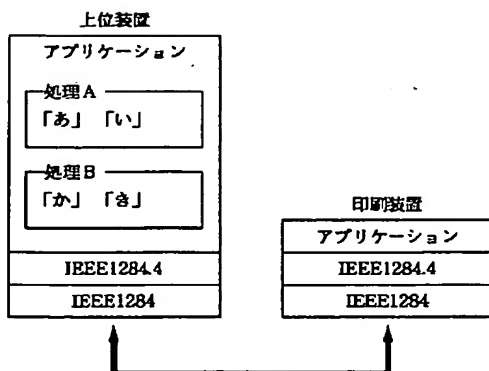 上位装置
アプリケーション
処理A
「あ」「い」
処理B
「か」「き」
IEEE1284.4
IEEE1284
印刷装置
アプリケーション
IEEE1284.4
IEEE1284